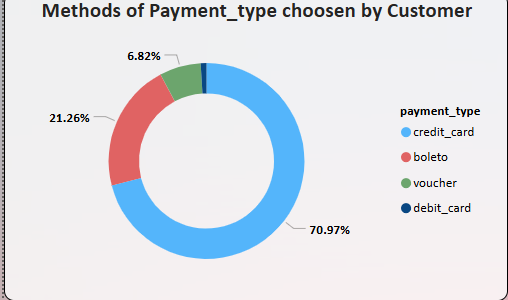 Methods of Payment_type choosen by Customer
6.82%
21.26%
70.97%
payment_type
credit_card
boleto
voucher
debit_card